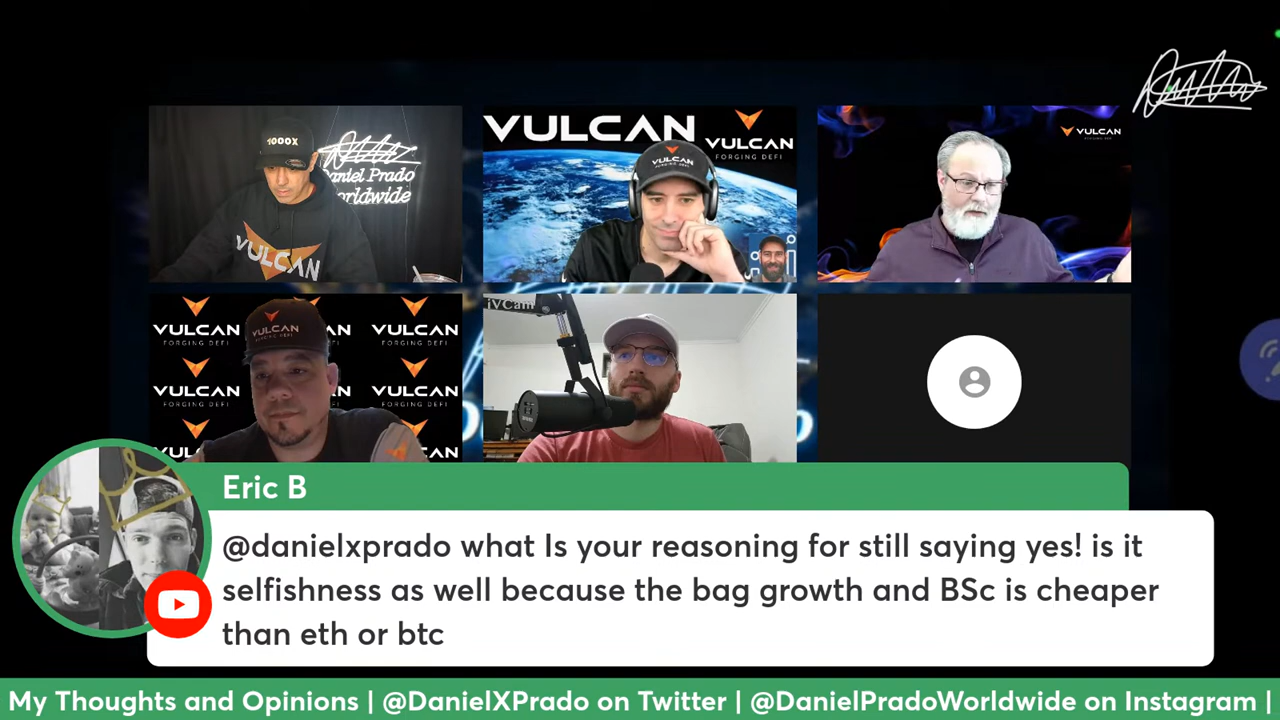 1000X
Daniel Prado
Worldwide
VULCAN
VULCAN
VULCAN
FORGING DEFI
VULCAN
FORGING DEFI
VULCAN
iVCam
VULCAN
FORGING DEFI
VULCAN
FORGING DEFI
AN
VULCAN
FORGING DEFI
VULCAN
FORGING DEFI
AN
VULCAN
FORGING DEFI
Eric B
@danielxprado what Is your reasoning for still saying yes! is it
selfishness as well because the bag growth and BSc is cheaper
than eth or btc
My Thoughts and Opinions | @DanielXPrado on Twitter | @DanielPradoWorldwide on Instagram |